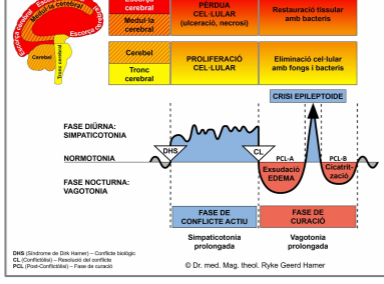 Escorça cerebral
PÈRDUA
CEL·LULAR
(ulceració, necrosi)
Restauració tissular
amb bacteris
Medul·la cerebral
Medul·la
cerebral
Escorça cerebral
Escorça
cerebral
Cerebel
Tronc cerebral
Cerebel
Tronc
cerebral
PROLIFERACIÓ
CEL·LULAR
Eliminació cel·lular
amb fongs i bacteris
CRISI EPILEPTOIDE
FASE DIÜRNA:
SIMPATICOTONIA
DHS
CL
NORMOTONIA
PCL-A
PCL-B
Exsudació
EDEMA
Cicatrit-
zació
FASE NOCTURNA:
VAGOTONIA
FASE DE
CONFLICTE ACTIU
FASE DE
CURACIÓ
Simpaticotonia
prolongada
Vagotonia
prolongada
DHS (Síndrome de Dirk Hamer) – Conflicte biològic
CL (Conflictòlisi) – Resolució del conflicte
PCL (Post-Conflictòlisi) – Fase de curació
© Dr. med. Mag. theol. Ryke Geerd Hamer